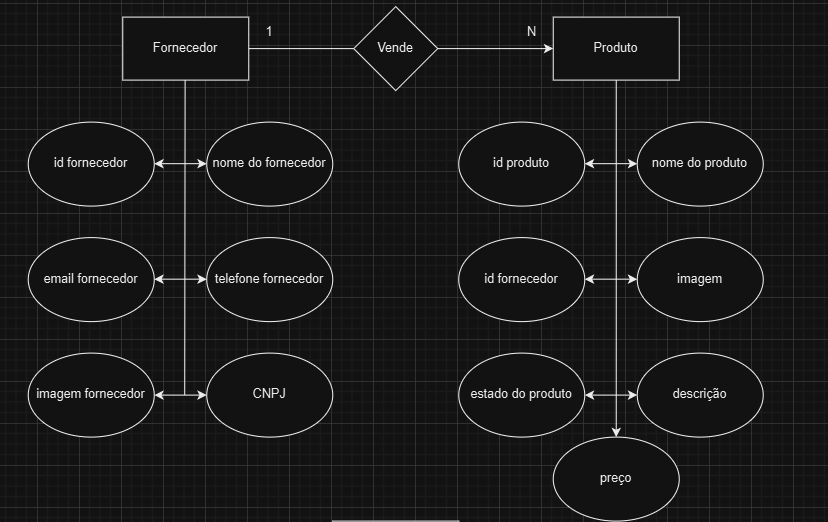 Fornecedor
1
Vende
N
Produto
id fornecedor
nome do fornecedor
id produto
nome do produto
email fornecedor
telefone fornecedor
id fornecedor
imagem
imagem fornecedor
CNPJ
estado do produto
descrição
preço